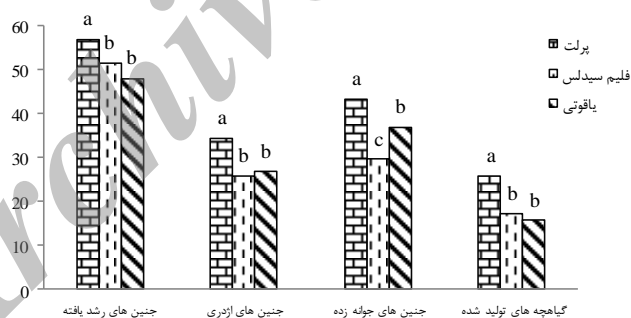 60
50
40
30
20
10
0
a b b
a b b
a c b
a b b
پرلت
فلیم سیدلس
یاقوتی
جنین های رشد یافته
جنین های اژدری
جنین های جوانه زده
گیاهچه های تولید شده